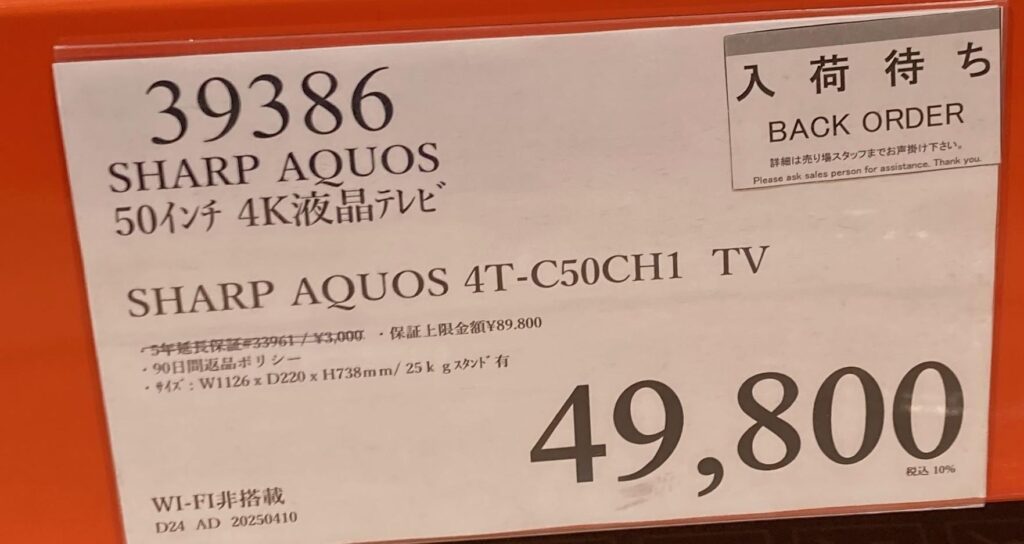 39386
SHARP AQUOS
50インチ 4K液晶テレビ
入荷待ち
BACK ORDER
詳細は売り場スタッフまでお声掛け下さい。
Please ask sales person for assistance. Thank you.
SHARP AQUOS 4T-C50CH1 TV
・5年延長保証#33961 / ¥3,000 ・保証上限金額¥89.800
・90日間返品ポリシー
・サイズ：W1126 x D220 x H738mm/ 25ｋｇスタンド有
49,800
税込 10%
WI-FI非搭載
D24 AD 20250410